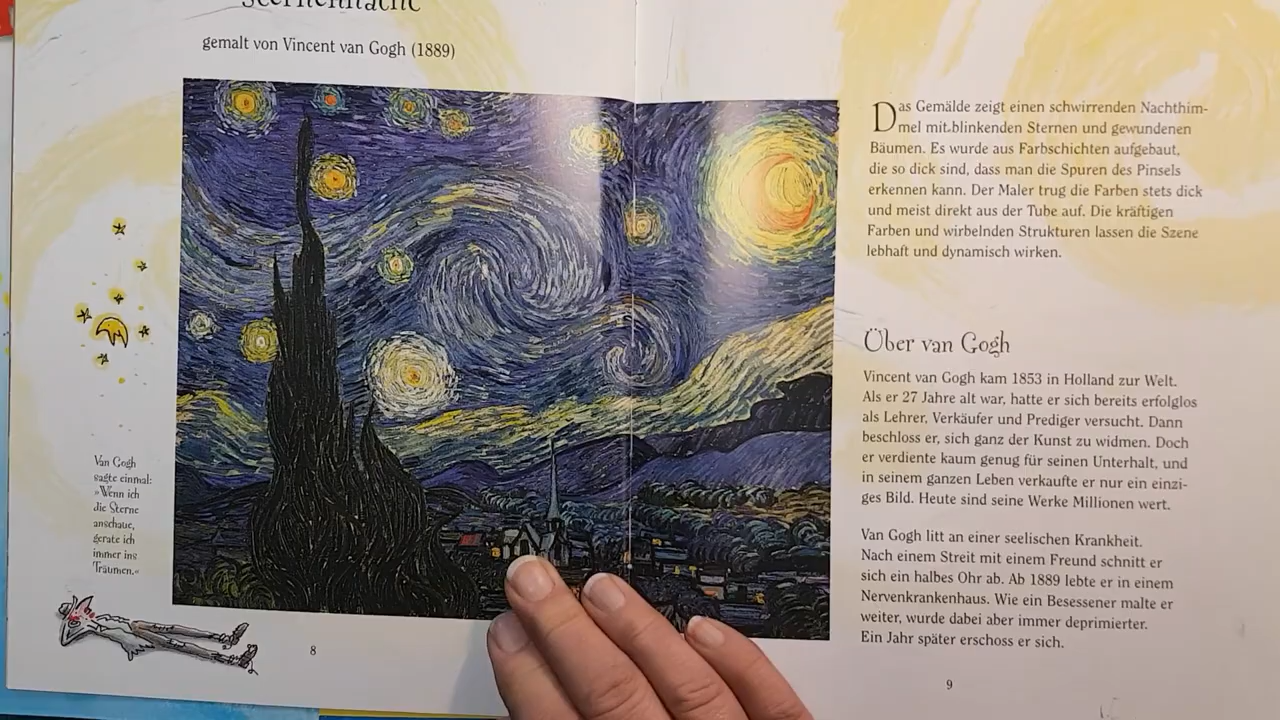 Sternennacht
gemalt von Vincent van Gogh (1889)
Van Gogh
sagte einmal:
»Wenn ich
die Sterne
anschaue,
gerate ich
immer ins
Träumen.«
8
Das Gemälde zeigt einen schwirrenden Nachthim-
mel mit blinkenden Sternen und gewundenen
Bäumen. Es wurde aus Farbschichten aufgebaut,
die so dick sind, dass man die Spuren des Pinsels
erkennen kann. Der Maler trug die Farben stets dick
und meist direkt aus der Tube auf. Die kräftigen
Farben und wirbelnden Strukturen lassen die Szene
lebhaft und dynamisch wirken.
Über van Gogh
Vincent van Gogh kam 1853 in Holland zur Welt.
Als er 27 Jahre alt war, hatte er sich bereits erfolglos
als Lehrer, Verkäufer und Prediger versucht. Dann
beschloss er, sich ganz der Kunst zu widmen. Doch
er verdiente kaum genug für seinen Unterhalt, und
in seinem ganzen Leben verkaufte er nur ein einzi-
ges Bild. Heute sind seine Werke Millionen wert.
Van Gogh litt an einer seelischen Krankheit.
Nach einem Streit mit einem Freund schnitt er
sich ein halbes Ohr ab. Ab 1889 lebte er in einem
Nervenkrankenhaus. Wie ein Besessener malte er
weiter, wurde dabei aber immer deprimierter.
Ein Jahr später erschoss er sich.
9